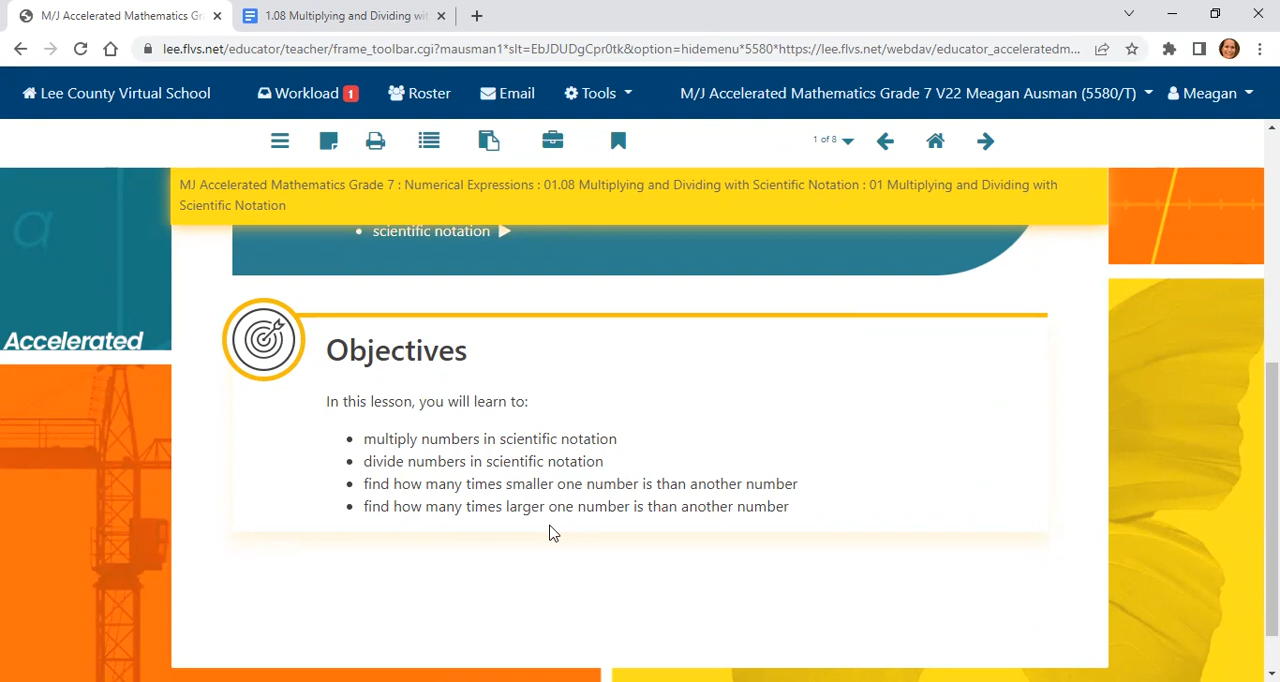 M/J Accelerated Mathematics Gr
1.08 Multiplying and Dividing wit
lee.flvs.net/educator/teacher/frame_toolbar.cgi?mausman1*slt=EbJDUDgCpr0tk&option=hidemenu*5580*https://lee.flvs.net/webdav/educator_acceleratedm...
Lee County Virtual School Workload 1 Roster Email Tools M/J Accelerated Mathematics Grade 7 V22 Meagan Ausman (5580/T) Meagan
1 of 8
MJ Accelerated Mathematics Grade 7 : Numerical Expressions : 01.08 Multiplying and Dividing with Scientific Notation : 01 Multiplying and Dividing with
Scientific Notation
• scientific notation
Accelerated
Objectives
In this lesson, you will learn to:
• multiply numbers in scientific notation
• divide numbers in scientific notation
• find how many times smaller one number is than another number
• find how many times larger one number is than another number